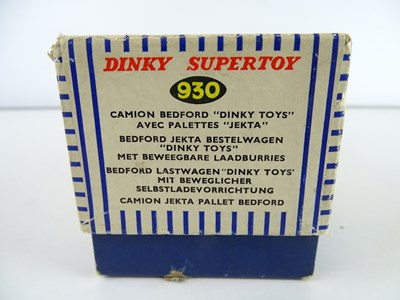 DINKY SUPERTOY
930
CAMION BEDFORD "DINKY TOYS"
AVEC PALETTES "JEKTA"
BEDFORD JEKTA BESTELWAGEN
"DINKY TOYS"
MET BEWEEGBARE LAADBURRIES
BEDFORD LASTWAGEN "DINKY TOYS'
MIT BEWEGLICHER
SELBSTLADEVORRICHTUNG
CAMION JEKTA PALLET BEDFORD